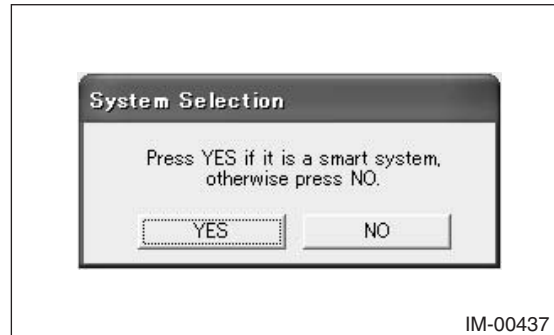 System Selection
Press YES if it is a smart system,
otherwise press NO.
YES
NO
IM-00437